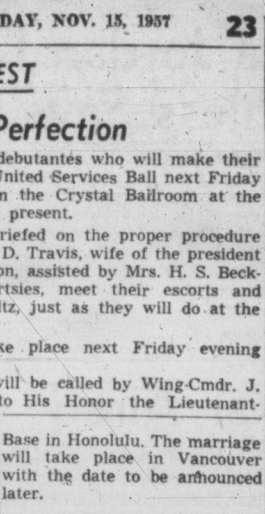 DAY, NOV. 15, 1957 23
EST
Perfection
debutantes who will make their
United Services Ball next Friday
n the Crystal Ballroom at the
present.
riefed on the proper procedure
D. Travis, wife of the president
on, assisted by Mrs. H. S. Beck-
rtsies, meet their escorts and
ltz, just as they will do at the
ke place next Friday evening
will be called by Wing-Cmdr. J.
to His Honor the Lieutenant-
Base in Honolulu. The marriage
will take place in Vancouver
with the date to be announced
later.